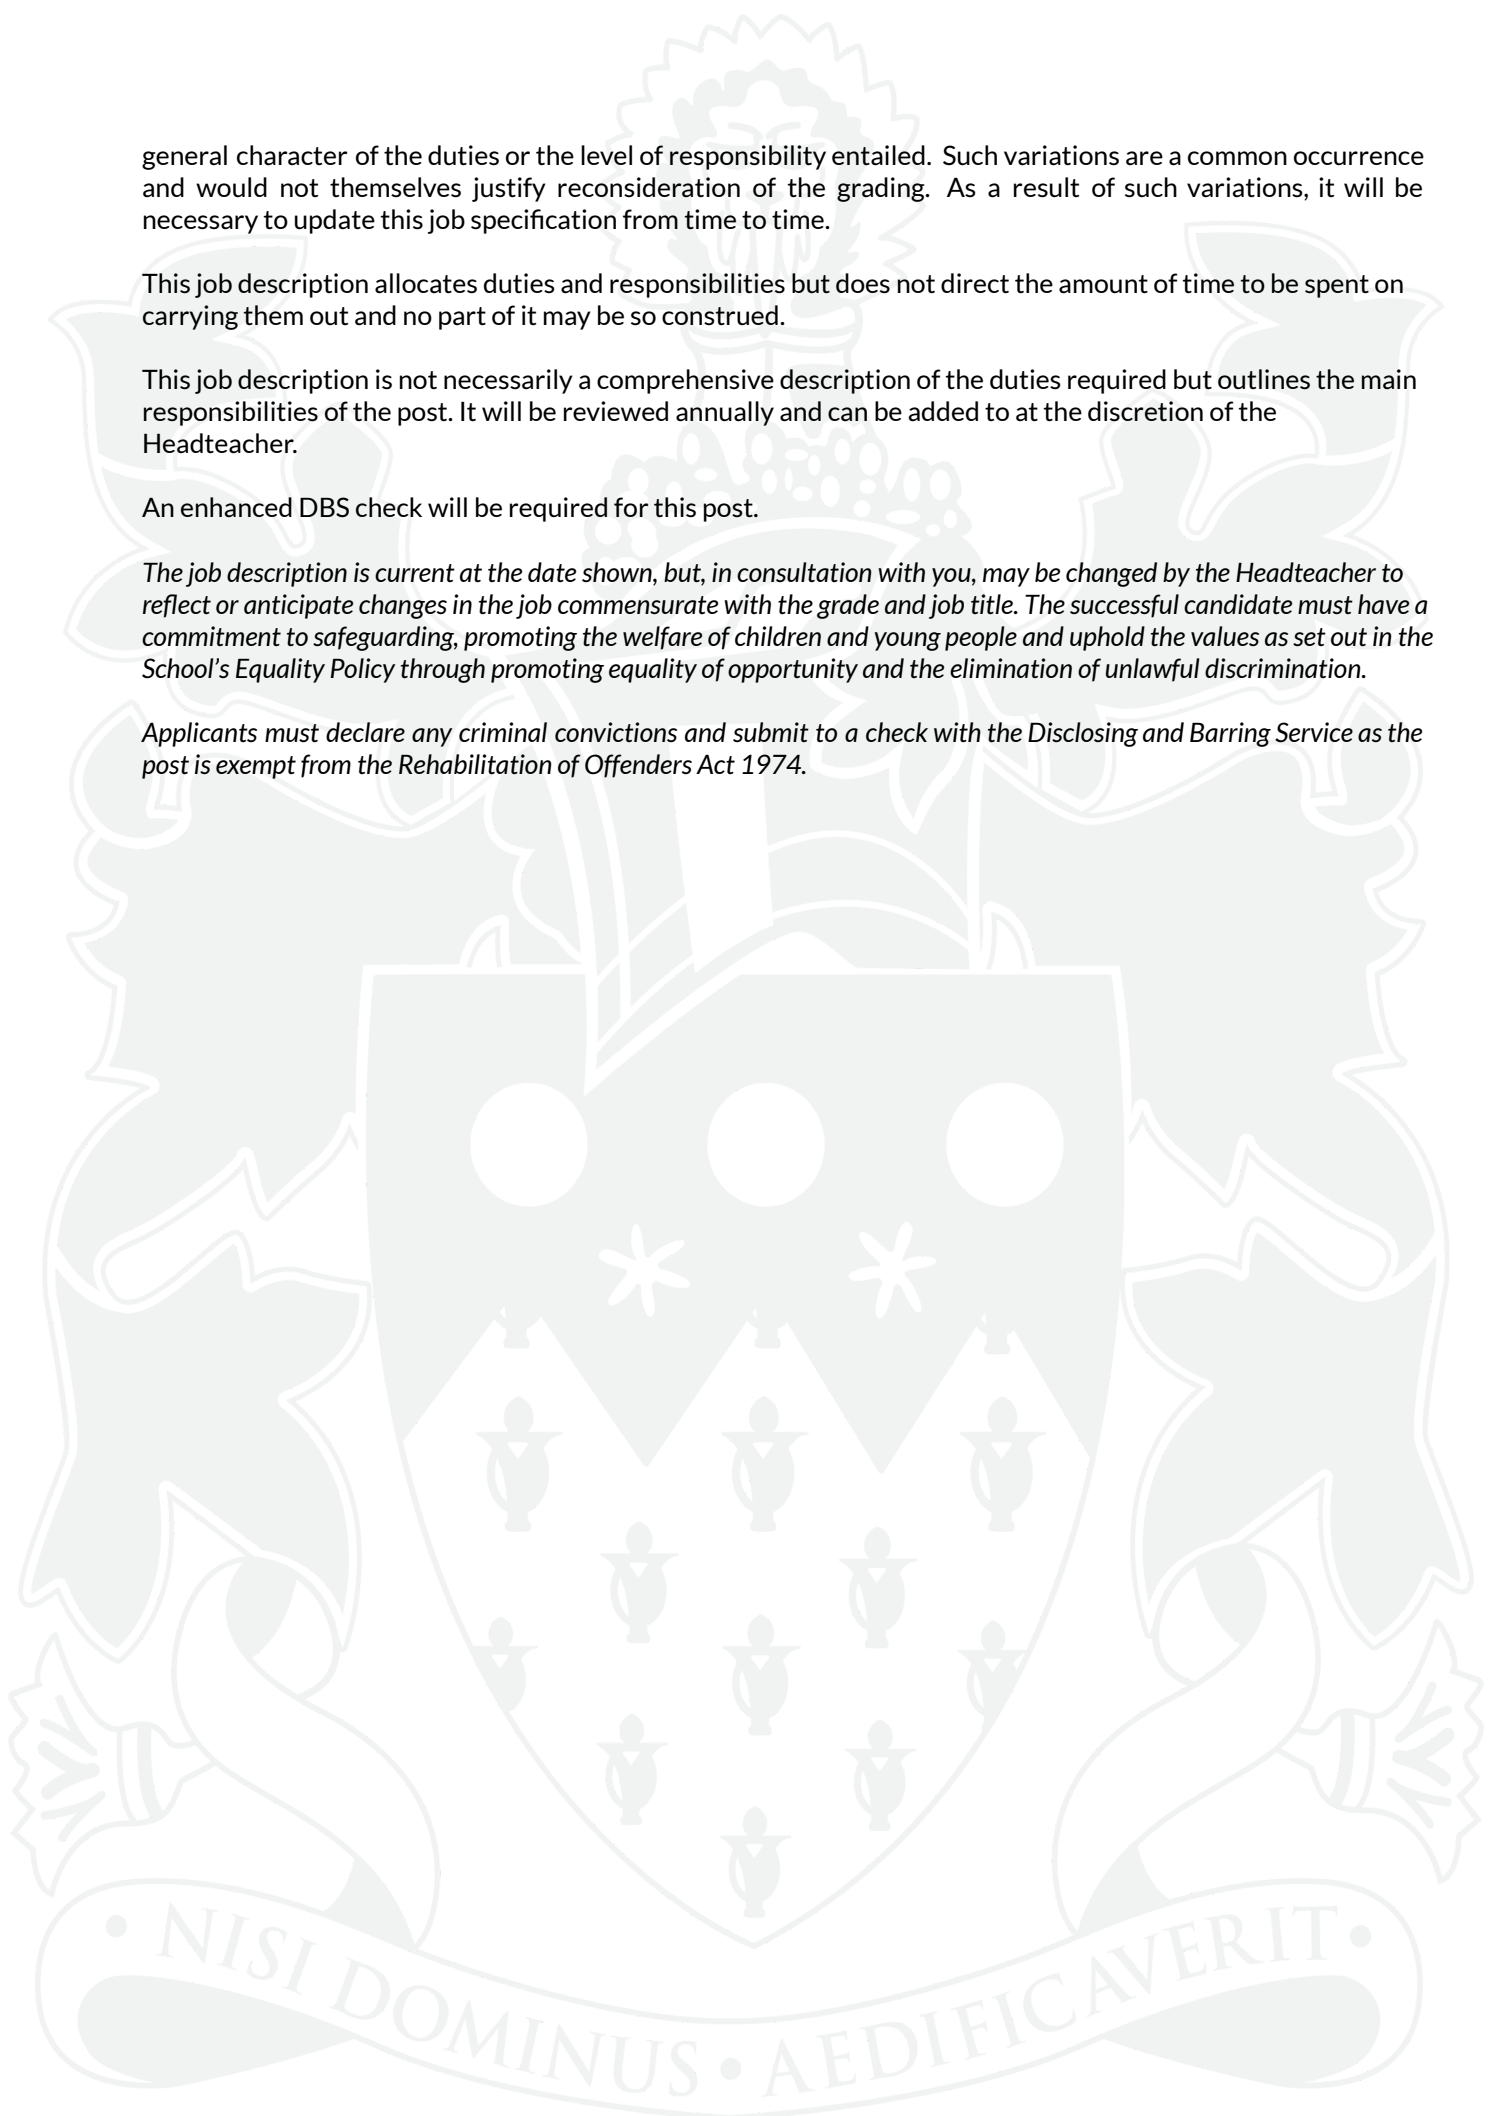 general character of the duties or the level of responsibility entailed. Such variations are a common occurrence
and would not themselves justify reconsideration of the grading. As a result of such variations, it will be
necessary to update this job specification from time to time.
This job description allocates duties and responsibilities but does not direct the amount of time to be spent on
carrying them out and no part of it may be so construed.
This job description is not necessarily a comprehensive description of the duties required but outlines the main
responsibilities of the post. It will be reviewed annually and can be added to at the discretion of the
Headteacher.
An enhanced DBS check will be required for this post.
The job description is current at the date shown, but, in consultation with you, may be changed by the Headteacher to
reflect or anticipate changes in the job commensurate with the grade and job title. The successful candidate must have a
commitment to safeguarding, promoting the welfare of children and young people and uphold the values as set out in the
School’s Equality Policy through promoting equality of opportunity and the elimination of unlawful discrimination.
Applicants must declare any criminal convictions and submit to a check with the Disclosing and Barring Service as the
post is exempt from the Rehabilitation of Offenders Act 1974.
• NISI DOMINUS • AEDIFICAVERIT •